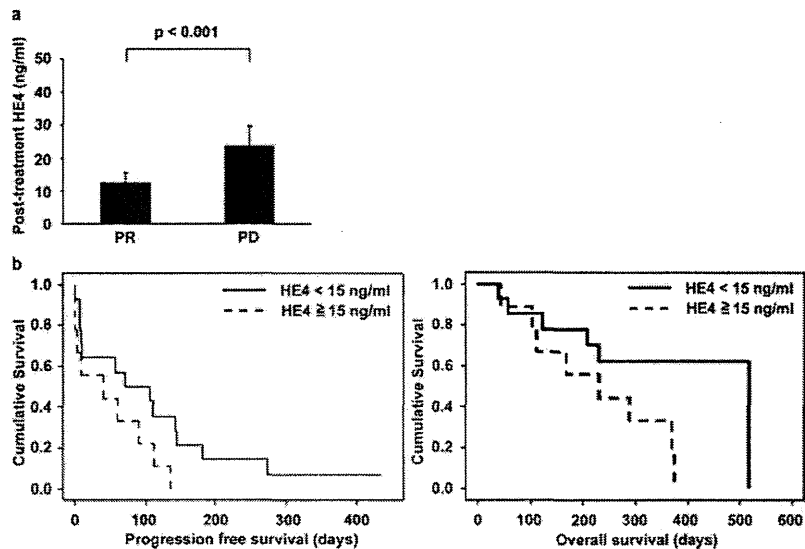 a
p < 0.001
Post-treatment HE4 (ng/ml)
50
40
30
20
10
0
PR
PD
b
Cumulative Survival
1.0
0.8
0.6
0.4
0.2
0.0
HE4 < 15 ng/ml
HE4 ≧ 15 ng/ml
0 100 200 300 400
Progression free survival (days)
Cumulative Survival
1.0
0.8
0.6
0.4
0.2
0.0
HE4 < 15 ng/ml
HE4 ≧ 15 ng/ml
0 100 200 300 400 500 600
Overall survival (days)